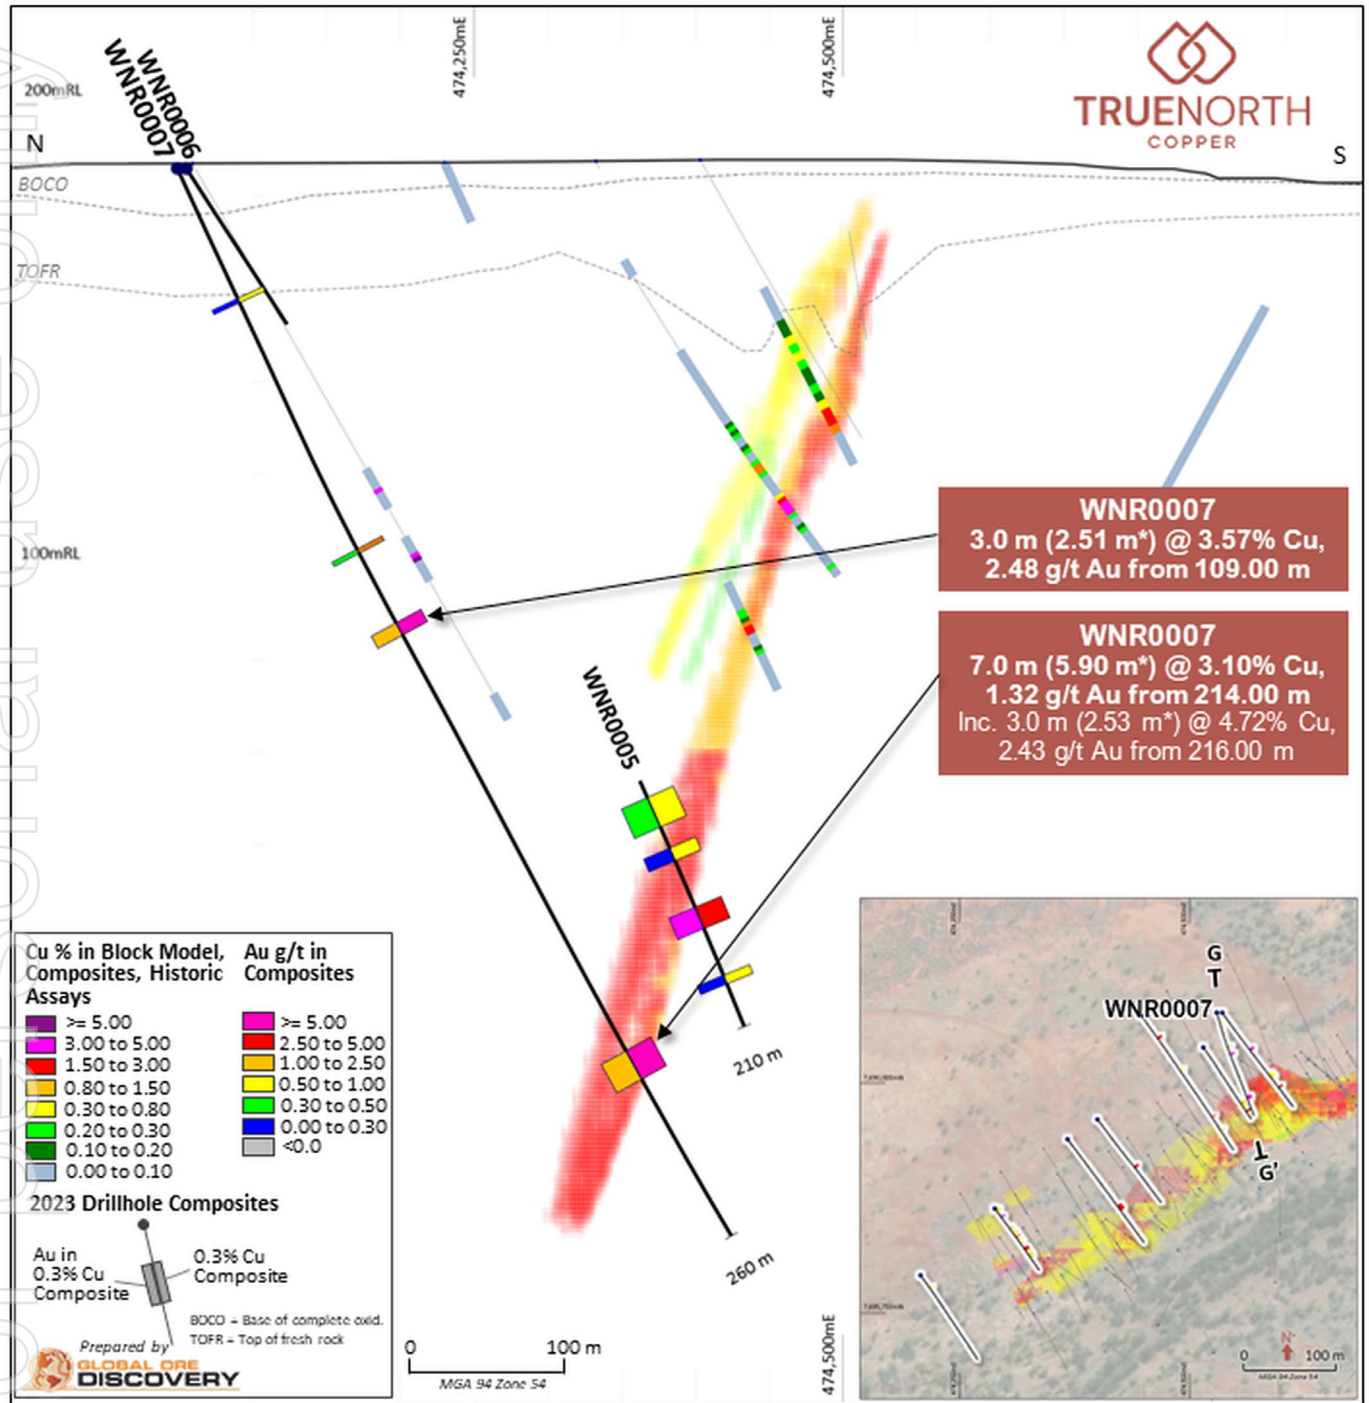 WNR0006
WNR0007
200mRL
474,250mE
474,500mE
TRUENORTH
COPPER
N
S
BOCO
TOFR
100mRL
WNR0007
3.0 m (2.51 m*) @ 3.57% Cu,
2.48 g/t Au from 109.00 m
WNR0007
7.0 m (5.90 m*) @ 3.10% Cu,
1.32 g/t Au from 214.00 m
Inc. 3.0 m (2.53 m*) @ 4.72% Cu,
2.43 g/t Au from 216.00 m
WNR0005
210 m
260 m
Cu % in Block Model,
Composites, Historic
Assays
>= 5.00
3.00 to 5.00
1.50 to 3.00
0.80 to 1.50
0.30 to 0.80
0.20 to 0.30
0.10 to 0.20
0.00 to 0.10
Au g/t in
Composites
>= 5.00
2.50 to 5.00
1.00 to 2.50
0.50 to 1.00
0.30 to 0.50
0.00 to 0.30
<0.0
2023 Drillhole Composites
Au in
0.3% Cu
Composite
0.3% Cu
Composite
BOCO = Base of complete oxid.
TOFR = Top of fresh rock
Prepared by
GLOBAL ORE
DISCOVERY
0 100 m
MGA 94 Zone 54
474,500mE
G
WNR0007
G'
N
0 100 m
MGA 94 Zone 54